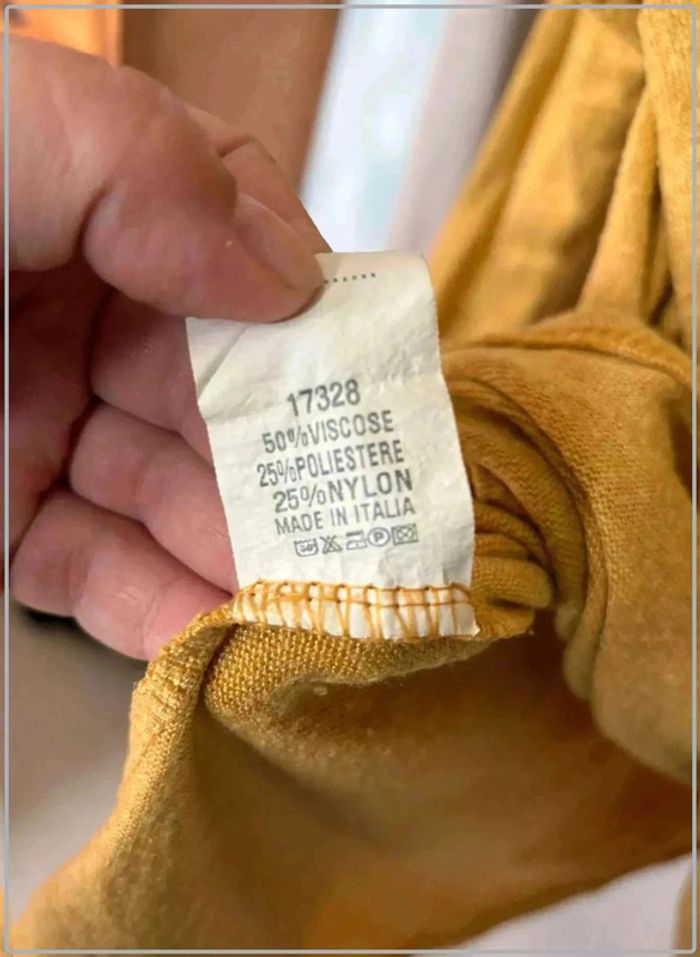 17328
50%VISCOSE
25%POLIESTERE
25%NYLON
MADE IN ITALIA
P